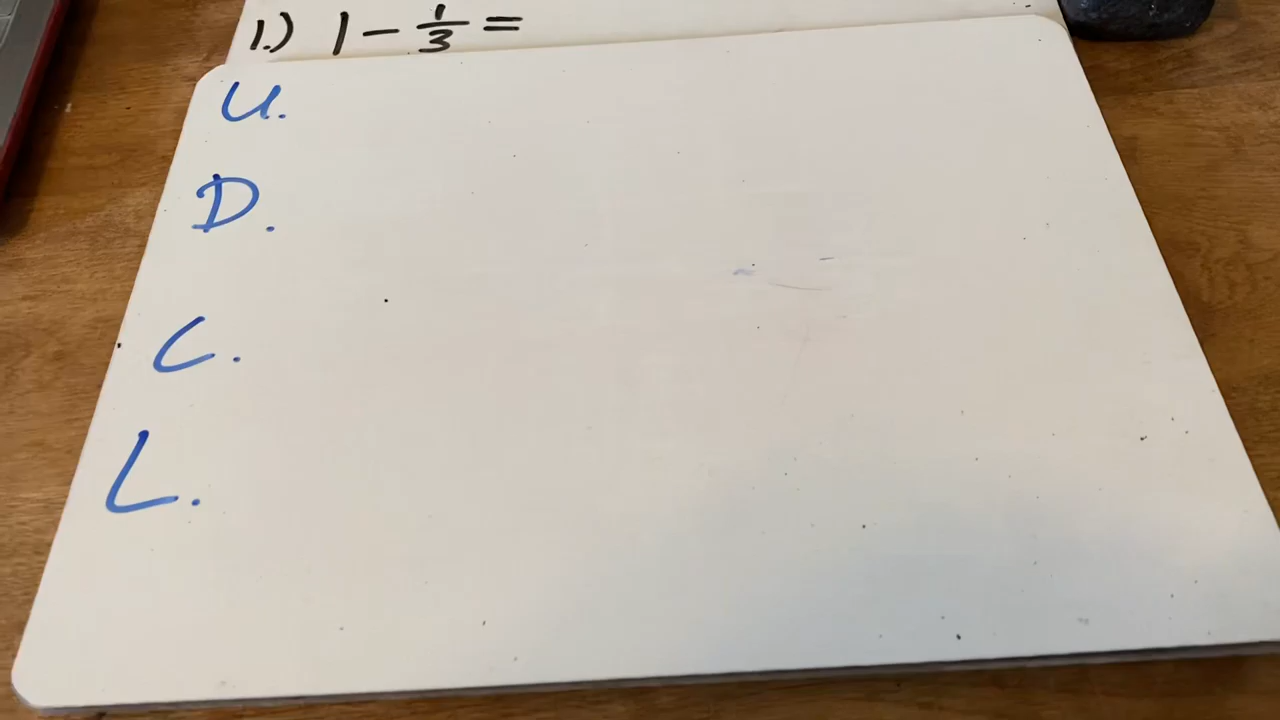 1.) 1 - 1/3 =
U.
D.
C.
L.